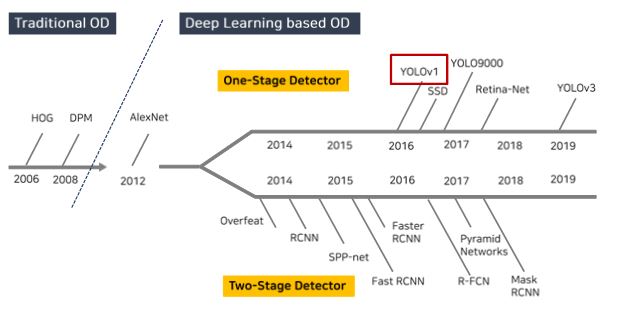 Traditional OD
Deep Learning based OD
One-Stage Detector
YOLOv1
YOLO9000
SSD
Retina-Net
YOLOv3
HOG
DPM
AlexNet
2014 2015 2016 2017 2018 2019
2006 2008 2012
2014 2015 2016 2017 2018 2019
Overfeat
RCNN
SPP-net
Fast RCNN
Faster
RCNN
R-FCN
Pyramid
Networks
Mask
RCNN
Two-Stage Detector